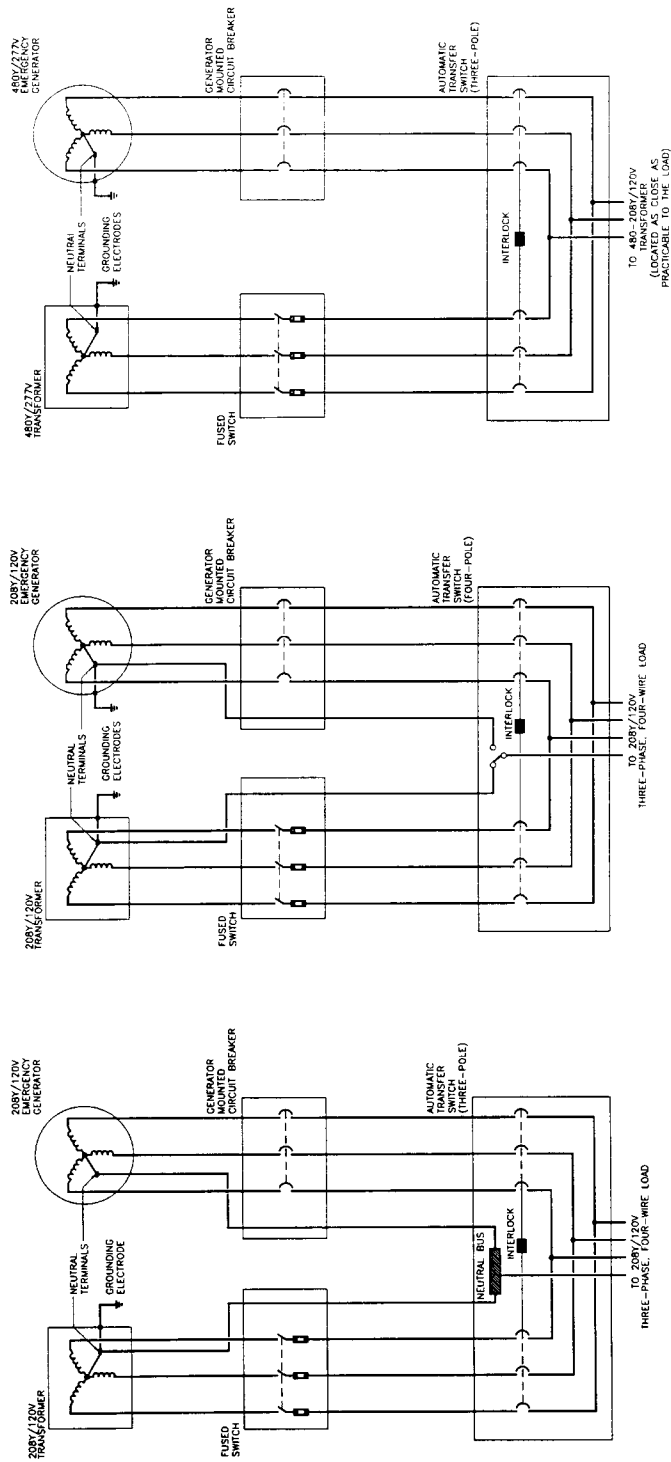 208Y/120V
TRANSFORMER
NEUTRAL
TERMINALS
GROUNDING
ELECTRODE
208Y/120V
EMERGENCY
GENERATOR
FUSED
SWITCH
GENERATOR
MOUNTED
CIRCUIT BREAKER
NEUTRAL BUS
INTERLOCK
AUTOMATIC
TRANSFER
SWITCH
(THREE-POLE)
TO 208Y/120V
THREE-PHASE, FOUR-WIRE LOAD
208Y/120V
TRANSFORMER
NEUTRAL
TERMINALS
GROUNDING
ELECTRODES
208Y/120V
EMERGENCY
GENERATOR
FUSED
SWITCH
GENERATOR
MOUNTED
CIRCUIT BREAKER
INTERLOCK
AUTOMATIC
TRANSFER
SWITCH
(FOUR-POLE)
TO 208Y/120V
THREE-PHASE, FOUR-WIRE LOAD
480Y/277V
TRANSFORMER
NEUTRAL
TERMINALS
GROUNDING
ELECTRODES
480Y/277V
EMERGENCY
GENERATOR
FUSED
SWITCH
GENERATOR
MOUNTED
CIRCUIT BREAKER
INTERLOCK
AUTOMATIC
TRANSFER
SWITCH
(THREE-POLE)
TO 480-208Y/120V
TRANSFORMER
(LOCATED AS CLOSE AS
PRACTICABLE TO THE LOAD)